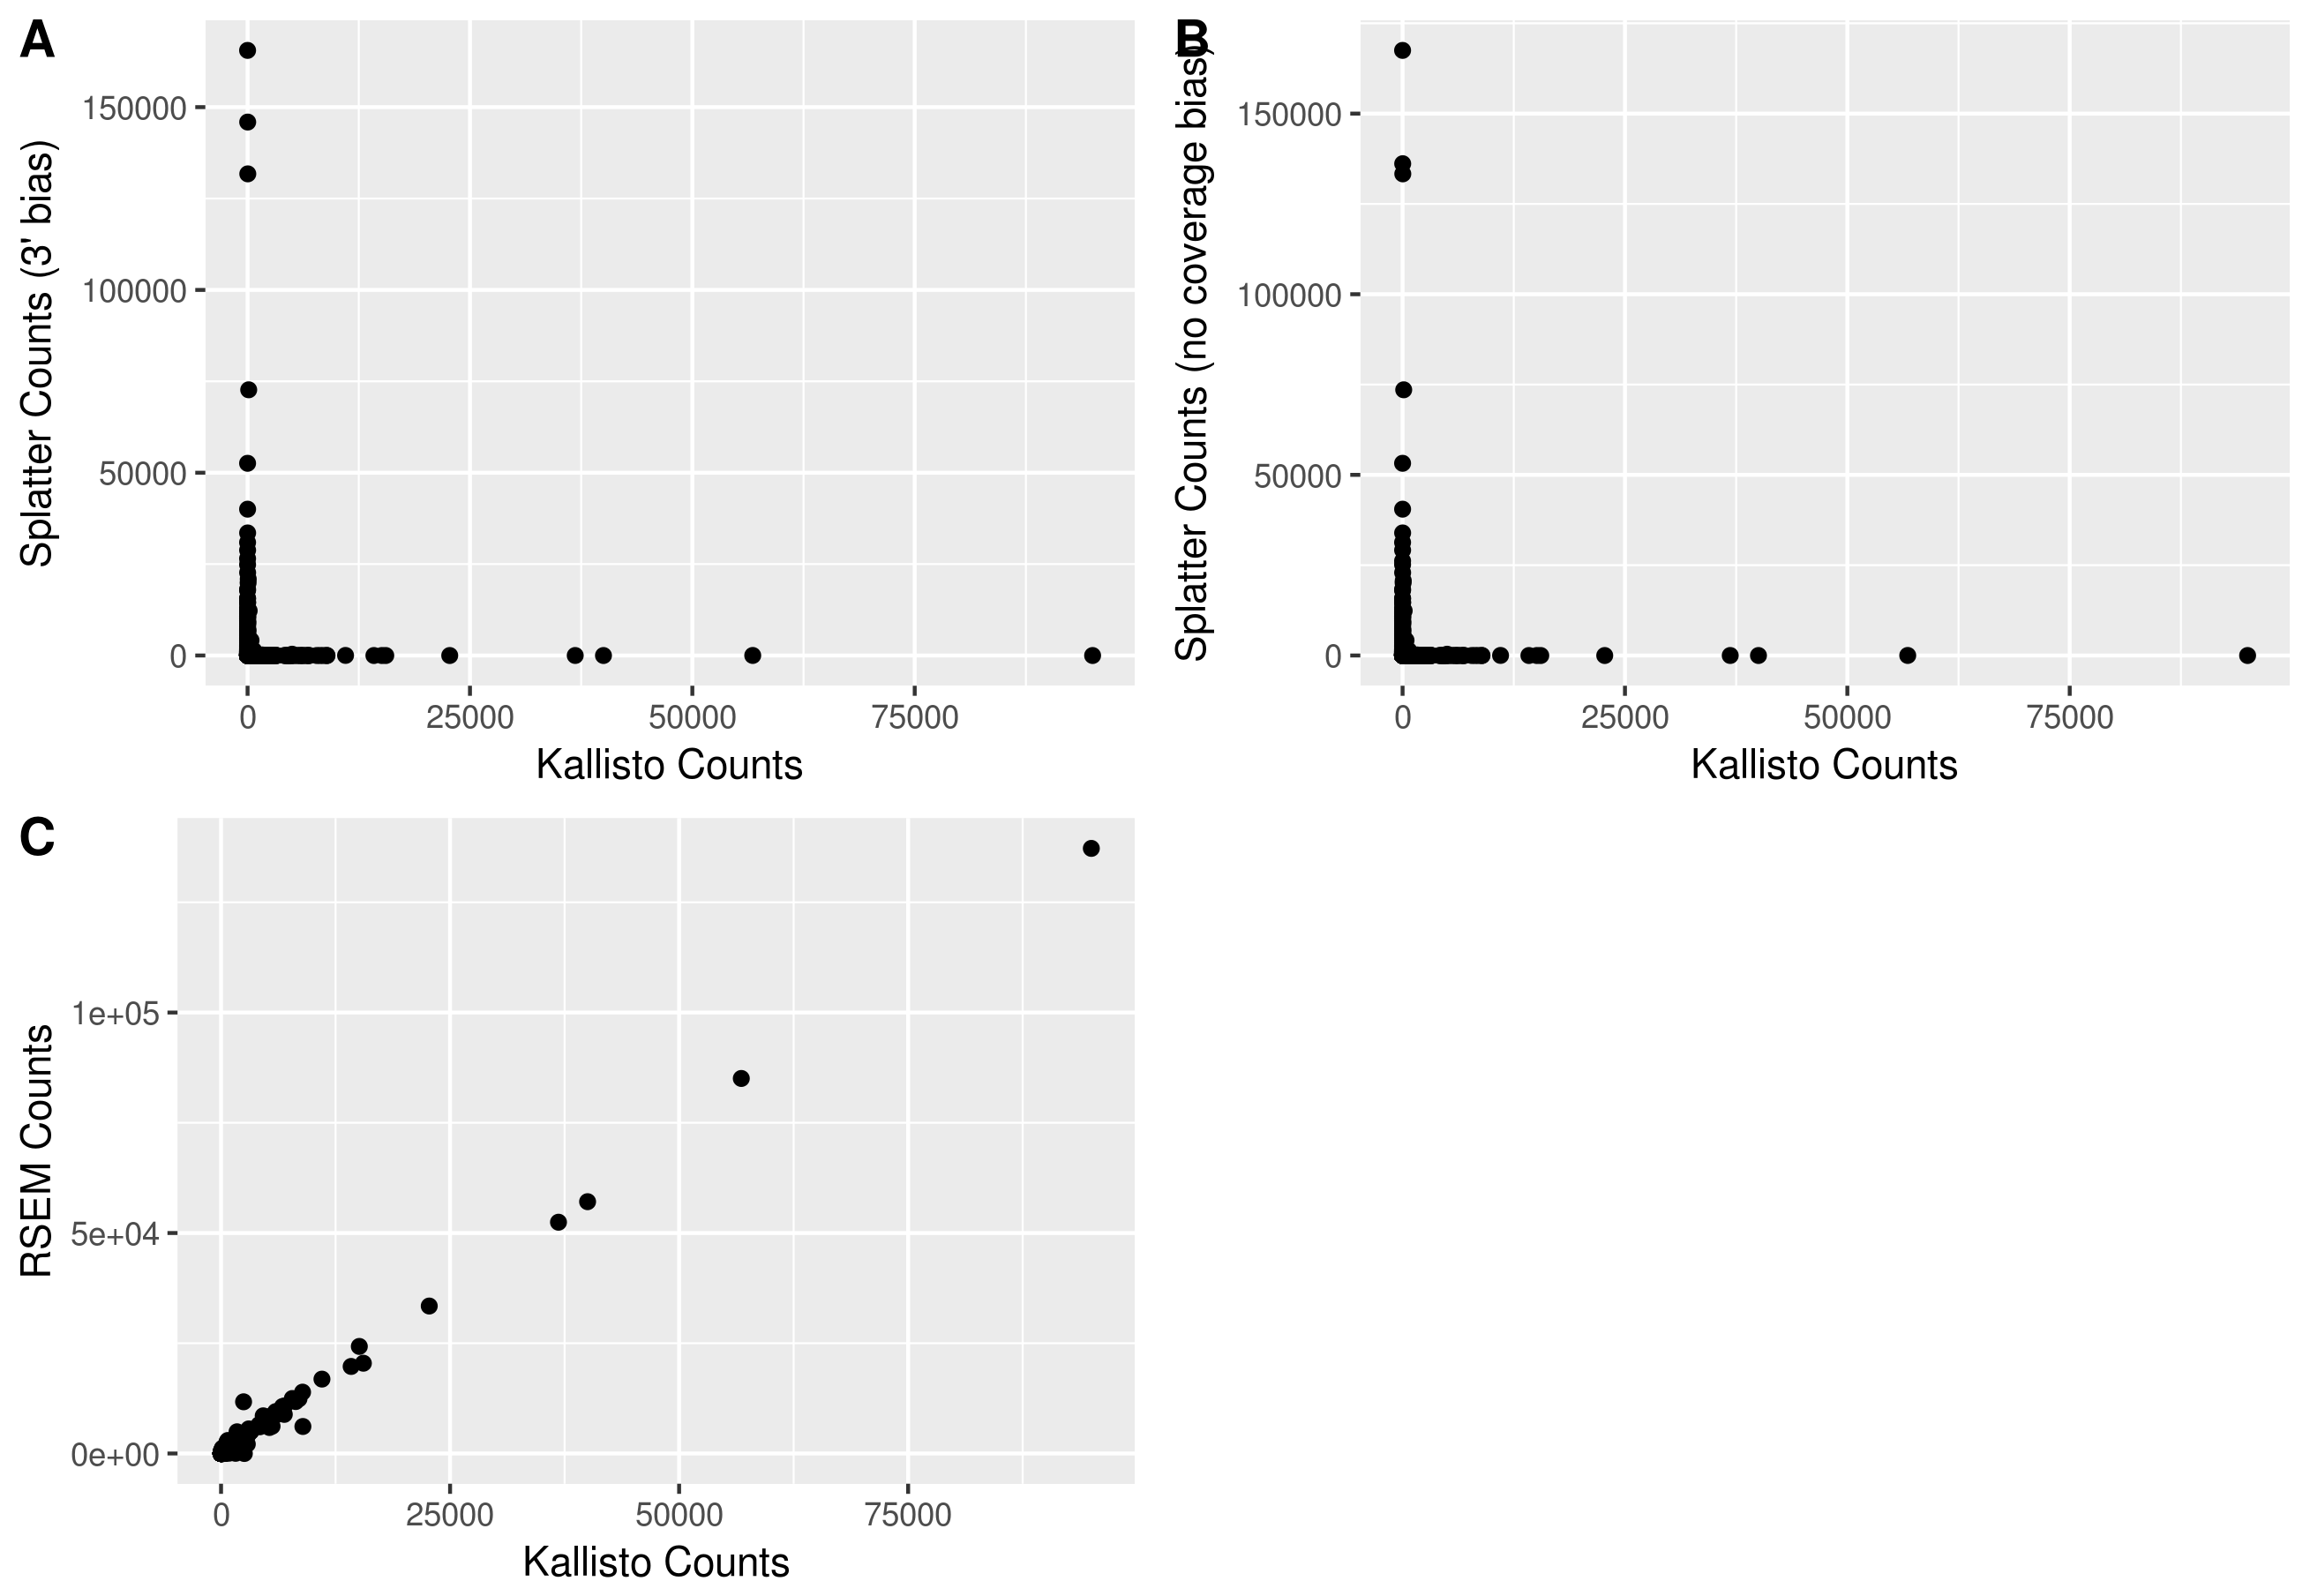 A
Splatter Counts (3' bias)
150000
100000
50000
0
0 25000 50000 75000
Kallisto Counts
B
Splatter Counts (no coverage bias)
150000
100000
50000
0
0 25000 50000 75000
Kallisto Counts
C
RSEM Counts
1e+05
5e+04
0e+00
0 25000 50000 75000
Kallisto Counts